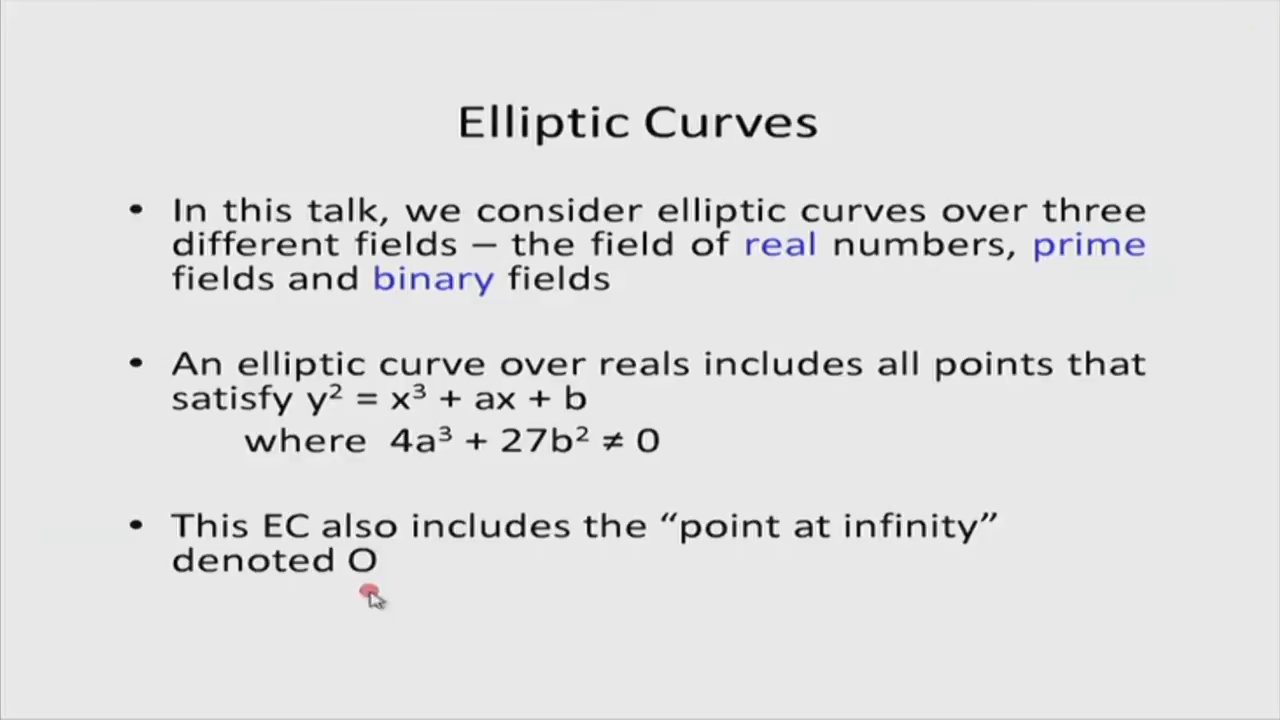 Elliptic Curves
• In this talk, we consider elliptic curves over three
different fields – the field of real numbers, prime
fields and binary fields
• An elliptic curve over reals includes all points that
satisfy y² = x³ + ax + b
where 4a³ + 27b² ≠ 0
• This EC also includes the “point at infinity”
denoted O